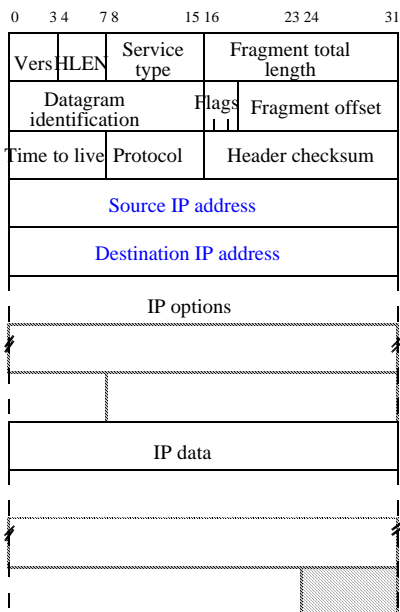 0 3 4 7 8 15 16 23 24 31
Vers HLEN Service type Fragment total length
Datagram identification Flags Fragment offset
Time to live Protocol Header checksum
Source IP address
Destination IP address
IP options
IP data